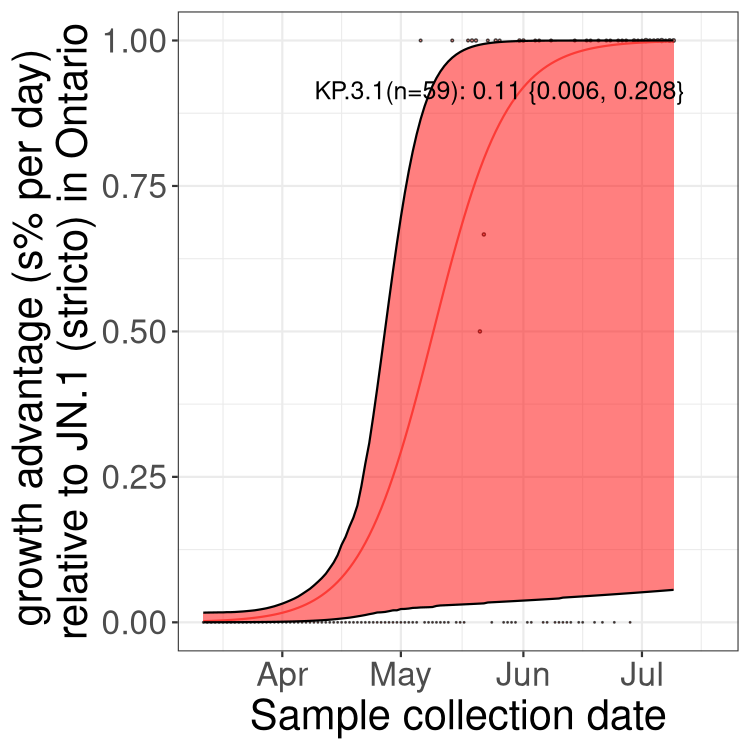 growth advantage (s% per day)
relative to JN.1 (stricto) in Ontario
1.00
0.75
0.50
0.25
0.00
KP.3.1(n=59): 0.11 {0.006, 0.208}
Apr May Jun Jul
Sample collection date